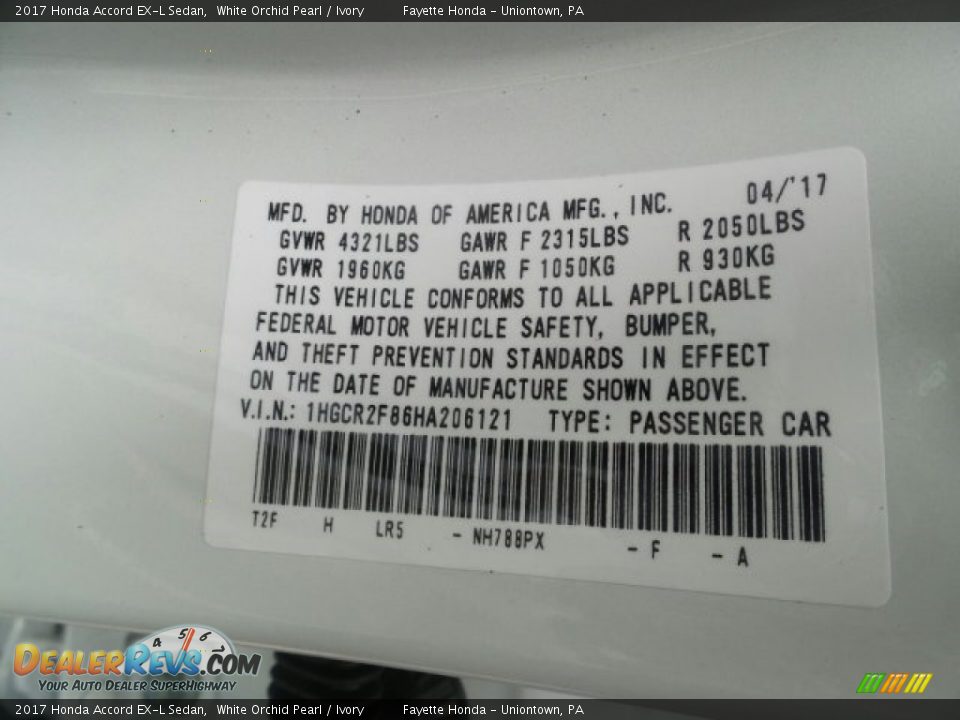 2017 Honda Accord EX-L Sedan, White Orchid Pearl / Ivory Fayette Honda - Uniontown, PA
MFD. BY HONDA OF AMERICA MFG., INC. 04/'17
GVWR 4321LBS GAWR F 2315LBS R 2050LBS
GVWR 1960KG GAWR F 1050KG R 930KG
THIS VEHICLE CONFORMS TO ALL APPLICABLE
FEDERAL MOTOR VEHICLE SAFETY, BUMPER,
AND THEFT PREVENTION STANDARDS IN EFFECT
ON THE DATE OF MANUFACTURE SHOWN ABOVE.
V.I.N.: 1HGCR2F86HA206121 TYPE: PASSENGER CAR
T2F H LR5 - NH788PX - F - A
4 5 6 7
DealerRevs.com
Your Auto Dealer SuperHighway
2017 Honda Accord EX-L Sedan, White Orchid Pearl / Ivory Fayette Honda - Uniontown, PA